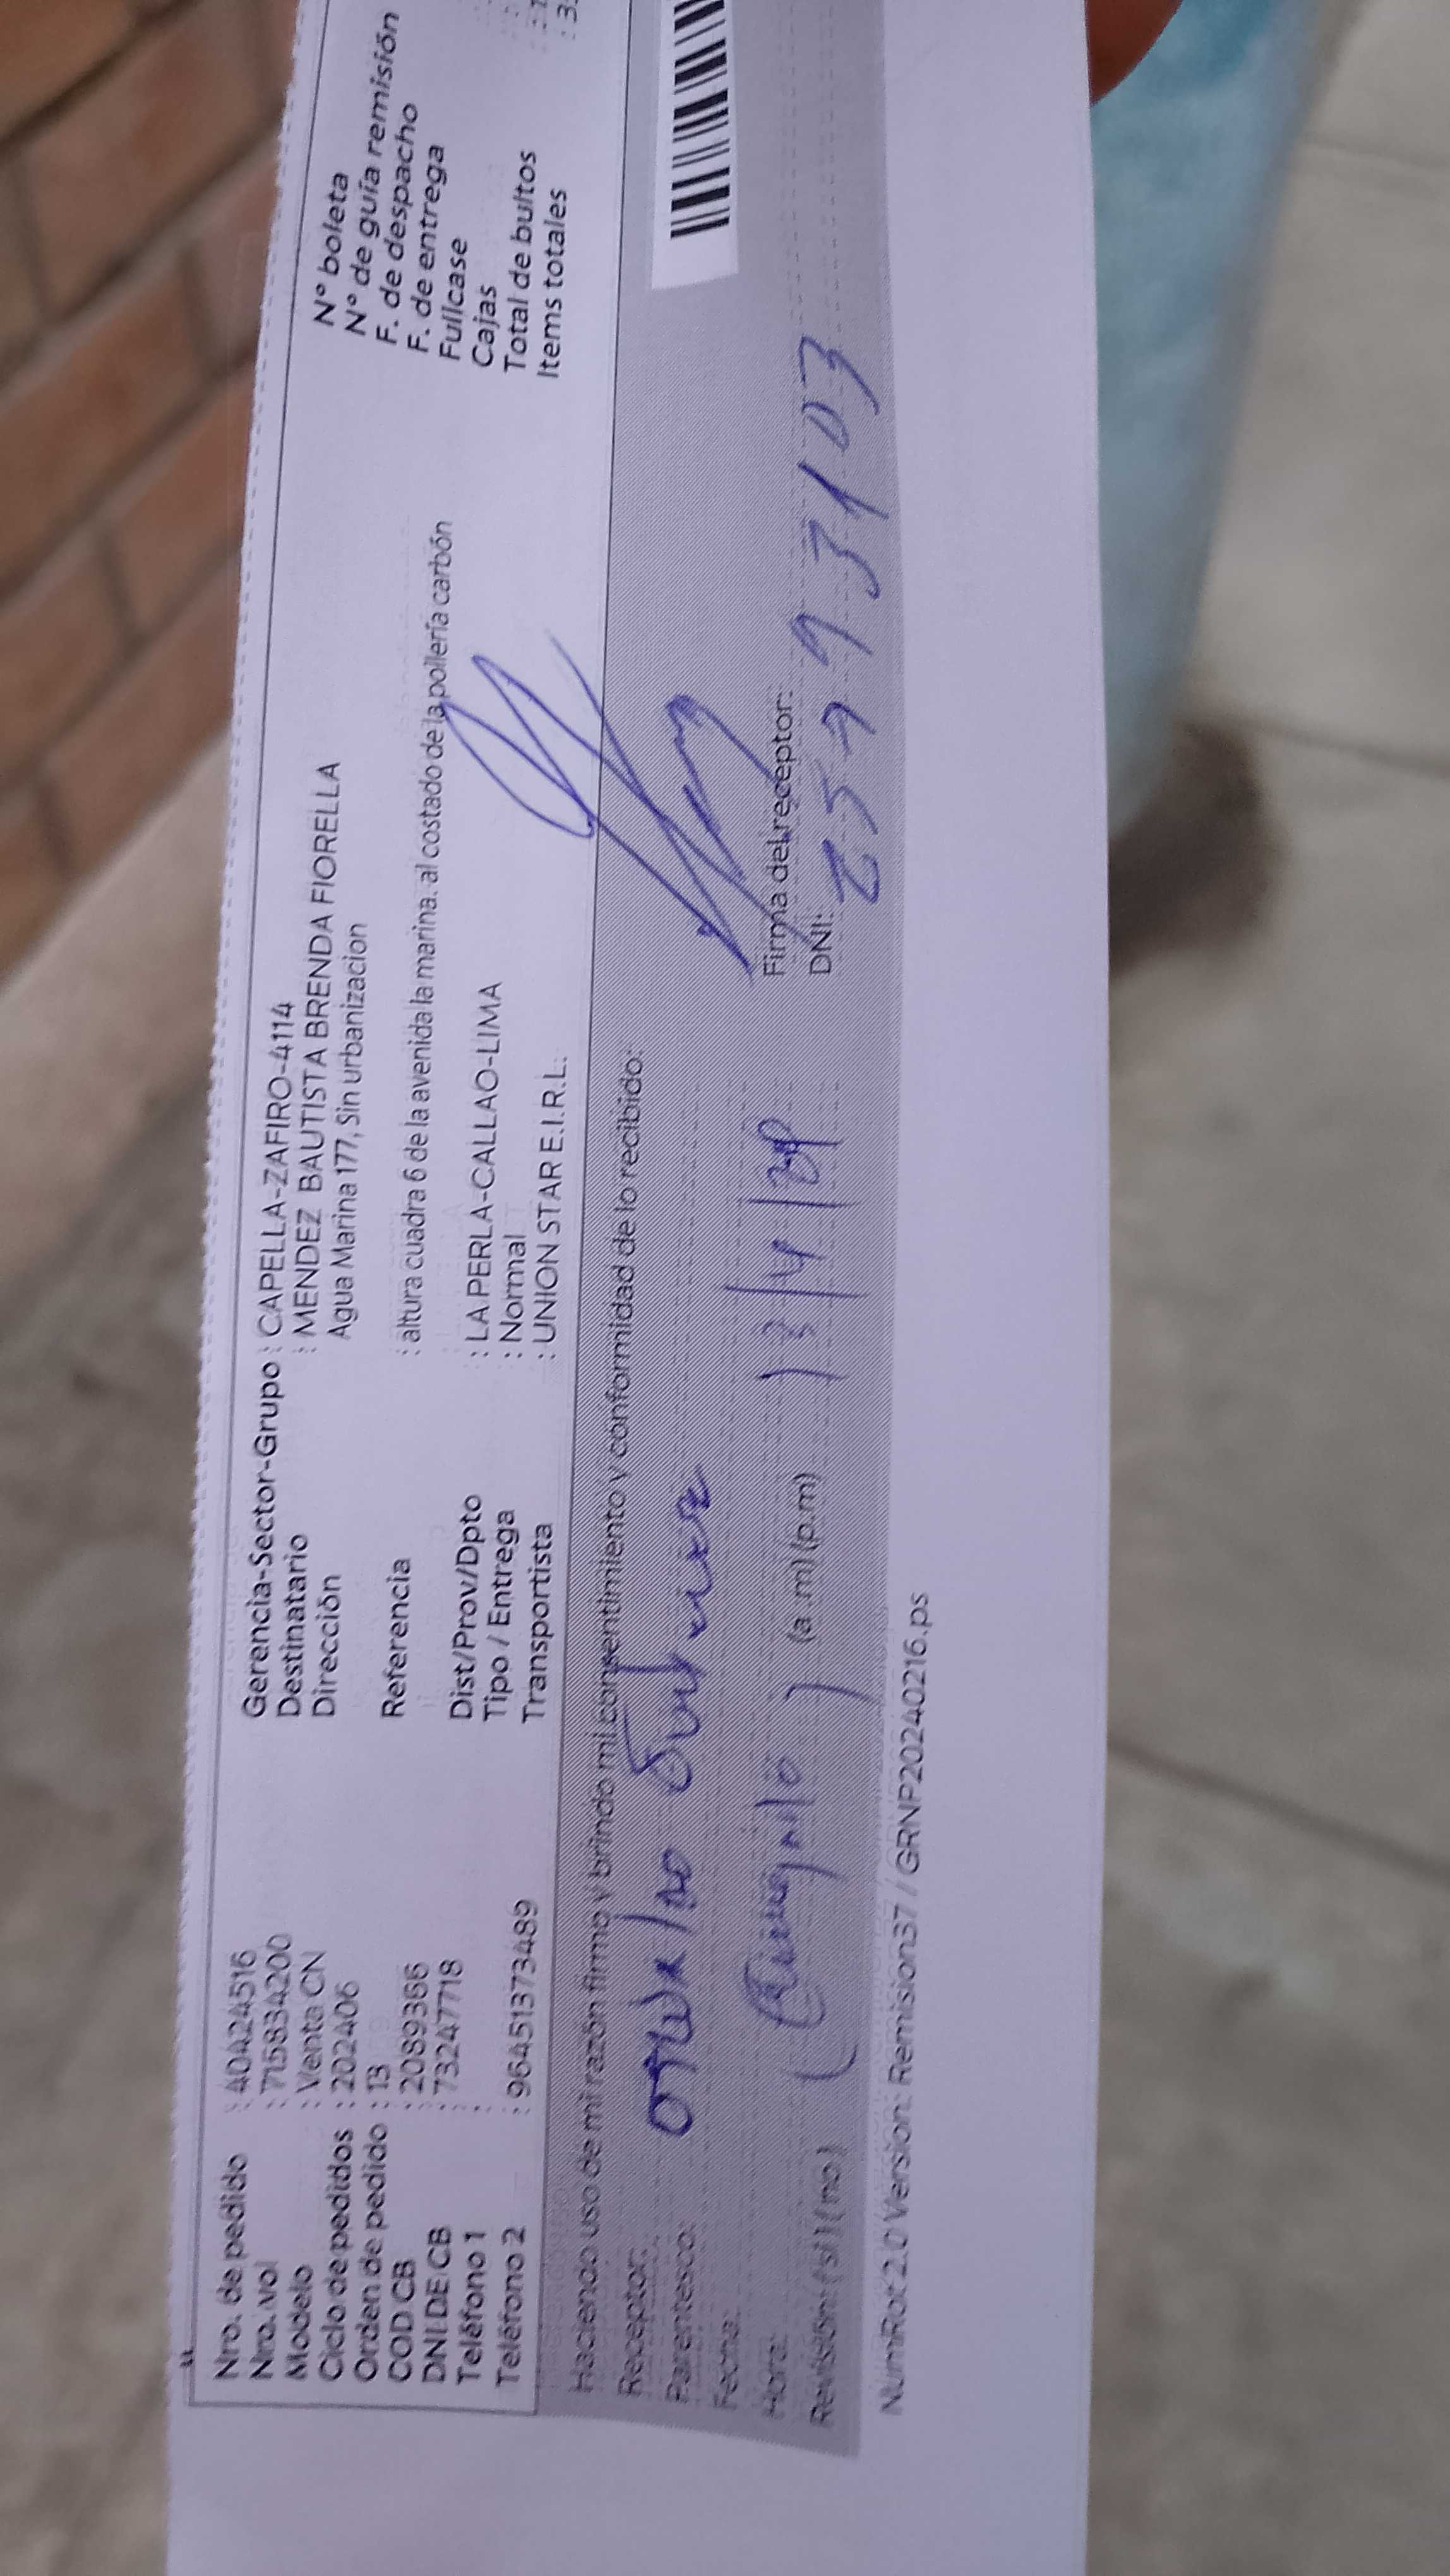 Nro. de pedido : 40424516
Nro. vol : 715834200
Modelo : Venta CN
Ciclo de pedidos : 202406
Orden de pedido : 13
COD CB : 2089366
DNI DE CB : 73247718
Teléfono 1 :
Teléfono 2 : 96451373489
Gerencia-Sector-Grupo : CAPELLA-ZAFIRO-4114
Destinatario : MENDEZ BAUTISTA BRENDA FIORELLA
Dirección Agua Marina 177, Sin urbanizacion
Referencia : altura cuadra 6 de la avenida la marina. al costado de la pollería carbón
Dist/Prov/Dpto : LA PERLA-CALLAO-LIMA
Tipo / Entrega : Normal
Transportista : UNION STAR E.I.R.L.
N° boleta
N° de guía remisión
F. de despacho
F. de entrega
Fullcase
Cajas
Total de bultos
Items totales
Haciendo uso de mi razón firmo y brindo mi consentimiento y conformidad de lo recibido:
Receptor:
Parentesco:
Fecha:
Hora:
Revisión: (si) (no) (a .m) (p.m)
Firma del receptor:
DNI:
NumRot 2.0 Version: Remision37 / GRNP20240216.ps